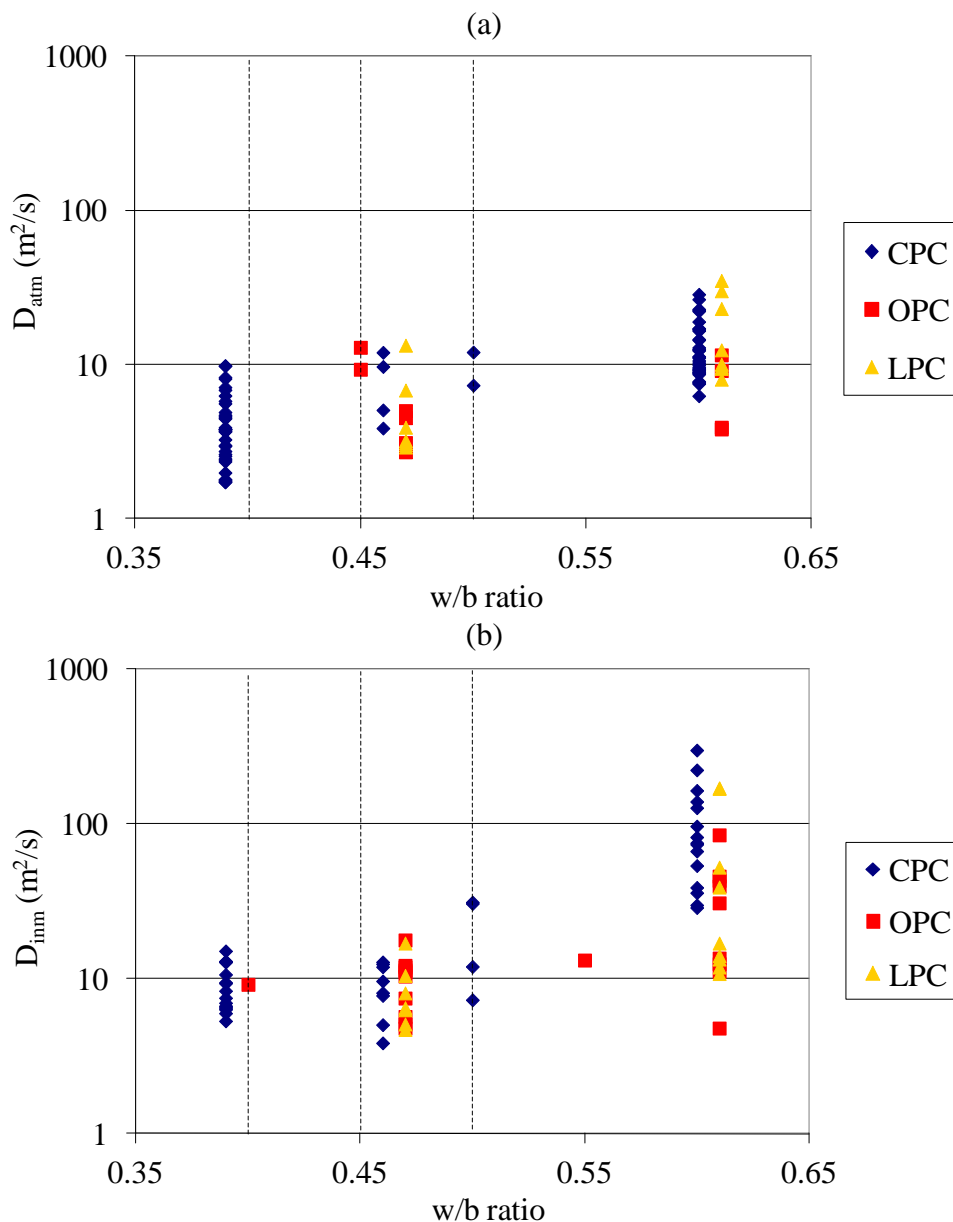 (a)
1000
100
10
1
D_atm (m²/s)
0.35 0.45 0.55 0.65
w/b ratio
CPC
OPC
LPC
(b)
1000
100
10
1
D_inm (m²/s)
0.35 0.45 0.55 0.65
w/b ratio
CPC
OPC
LPC